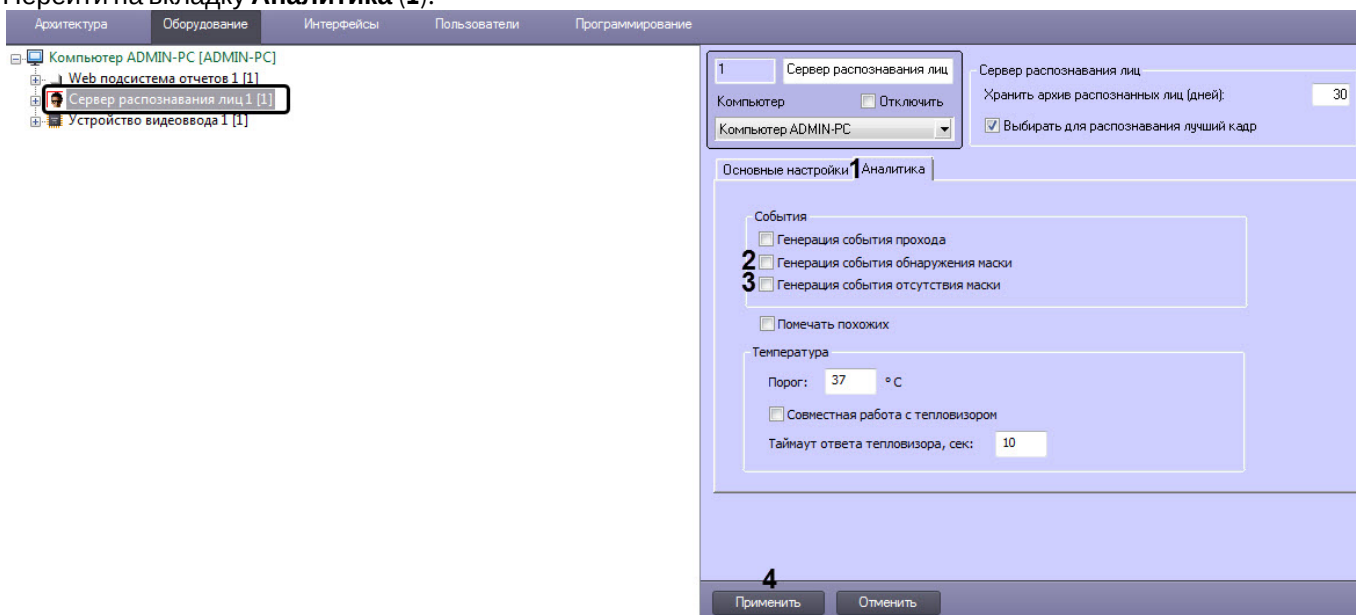 Перейти на вкладку Аналитика (1).
Архитектура Оборудование Интерфейсы Пользователи Программирование
Компьютер ADMIN-PC [ADMIN-PC]
Web подсистема отчетов 1 [1]
Сервер распознавания лиц 1 [1]
Устройство видеоввода 1 [1]
1 Сервер распознавания лиц
Компьютер Отключить
Компьютер ADMIN-PC
Сервер распознавания лиц
Хранить архив распознанных лиц (дней): 30
Выбирать для распознавания лучший кадр
Основные настройки 1 Аналитика
События
Генерация события прохода
2 Генерация события обнаружения маски
3 Генерация события отсутствия маски
Помечать похожих
Температура
Порог: 37 ° C
Совместная работа с тепловизором
Таймаут ответа тепловизора, сек: 10
4
Применить Отменить